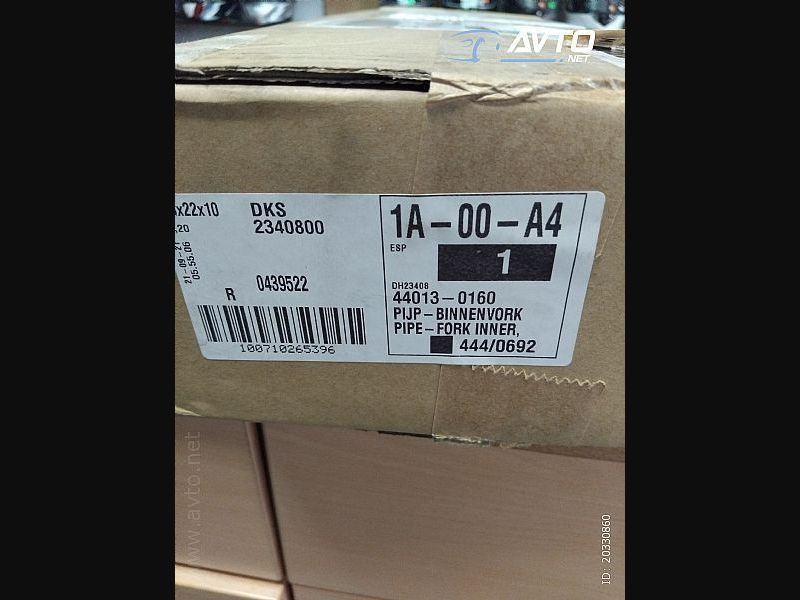 AVTO
.NET
x22x10
DKS
2340800
.20
21-09-21
05.55.06
R 0439522
100710265396
1A-00-A4
ESP
1
DH23408
44013-0160
PIJP-BINNENVORK
PIPE-FORK INNER,
444/0692
www.avto.net
ID: 20330860